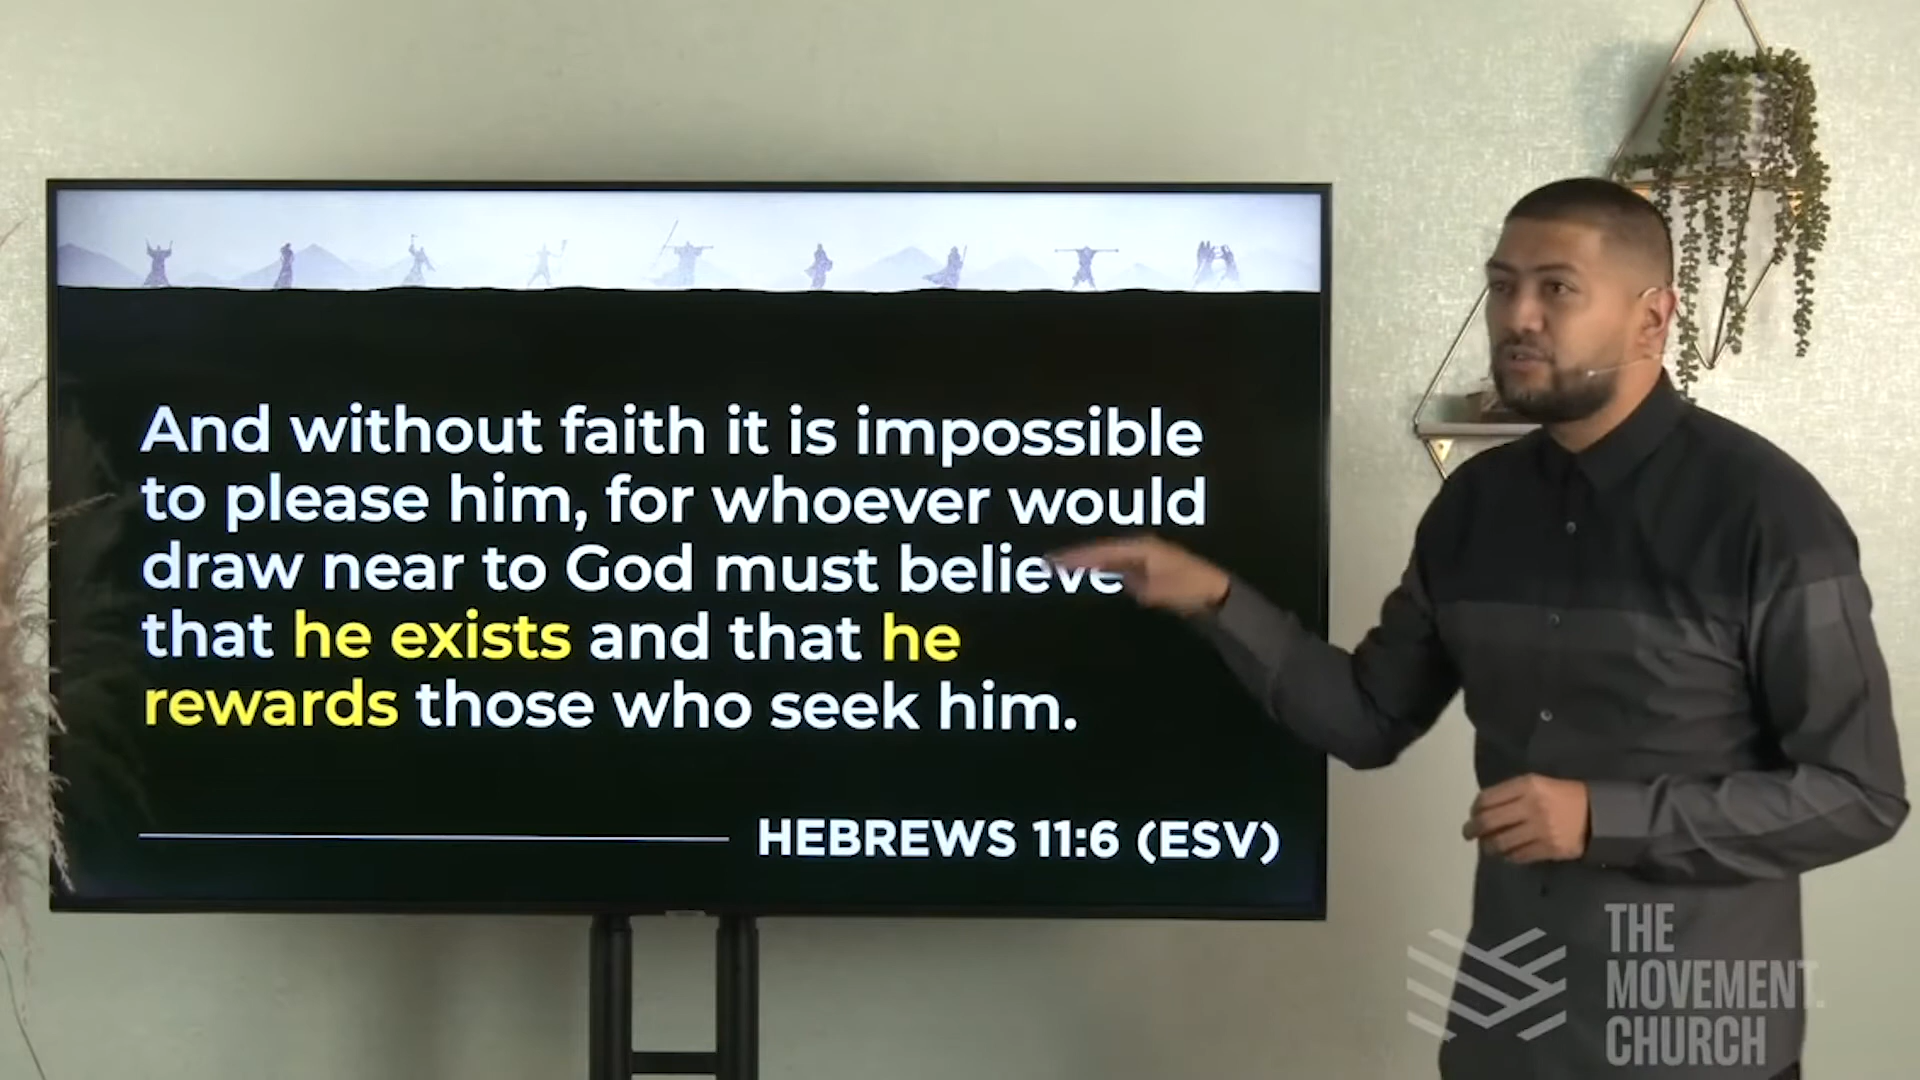 And without faith it is impossible
to please him, for whoever would
draw near to God must believe
that he exists and that he
rewards those who seek him.
HEBREWS 11:6 (ESV)
THE
MOVEMENT.
CHURCH